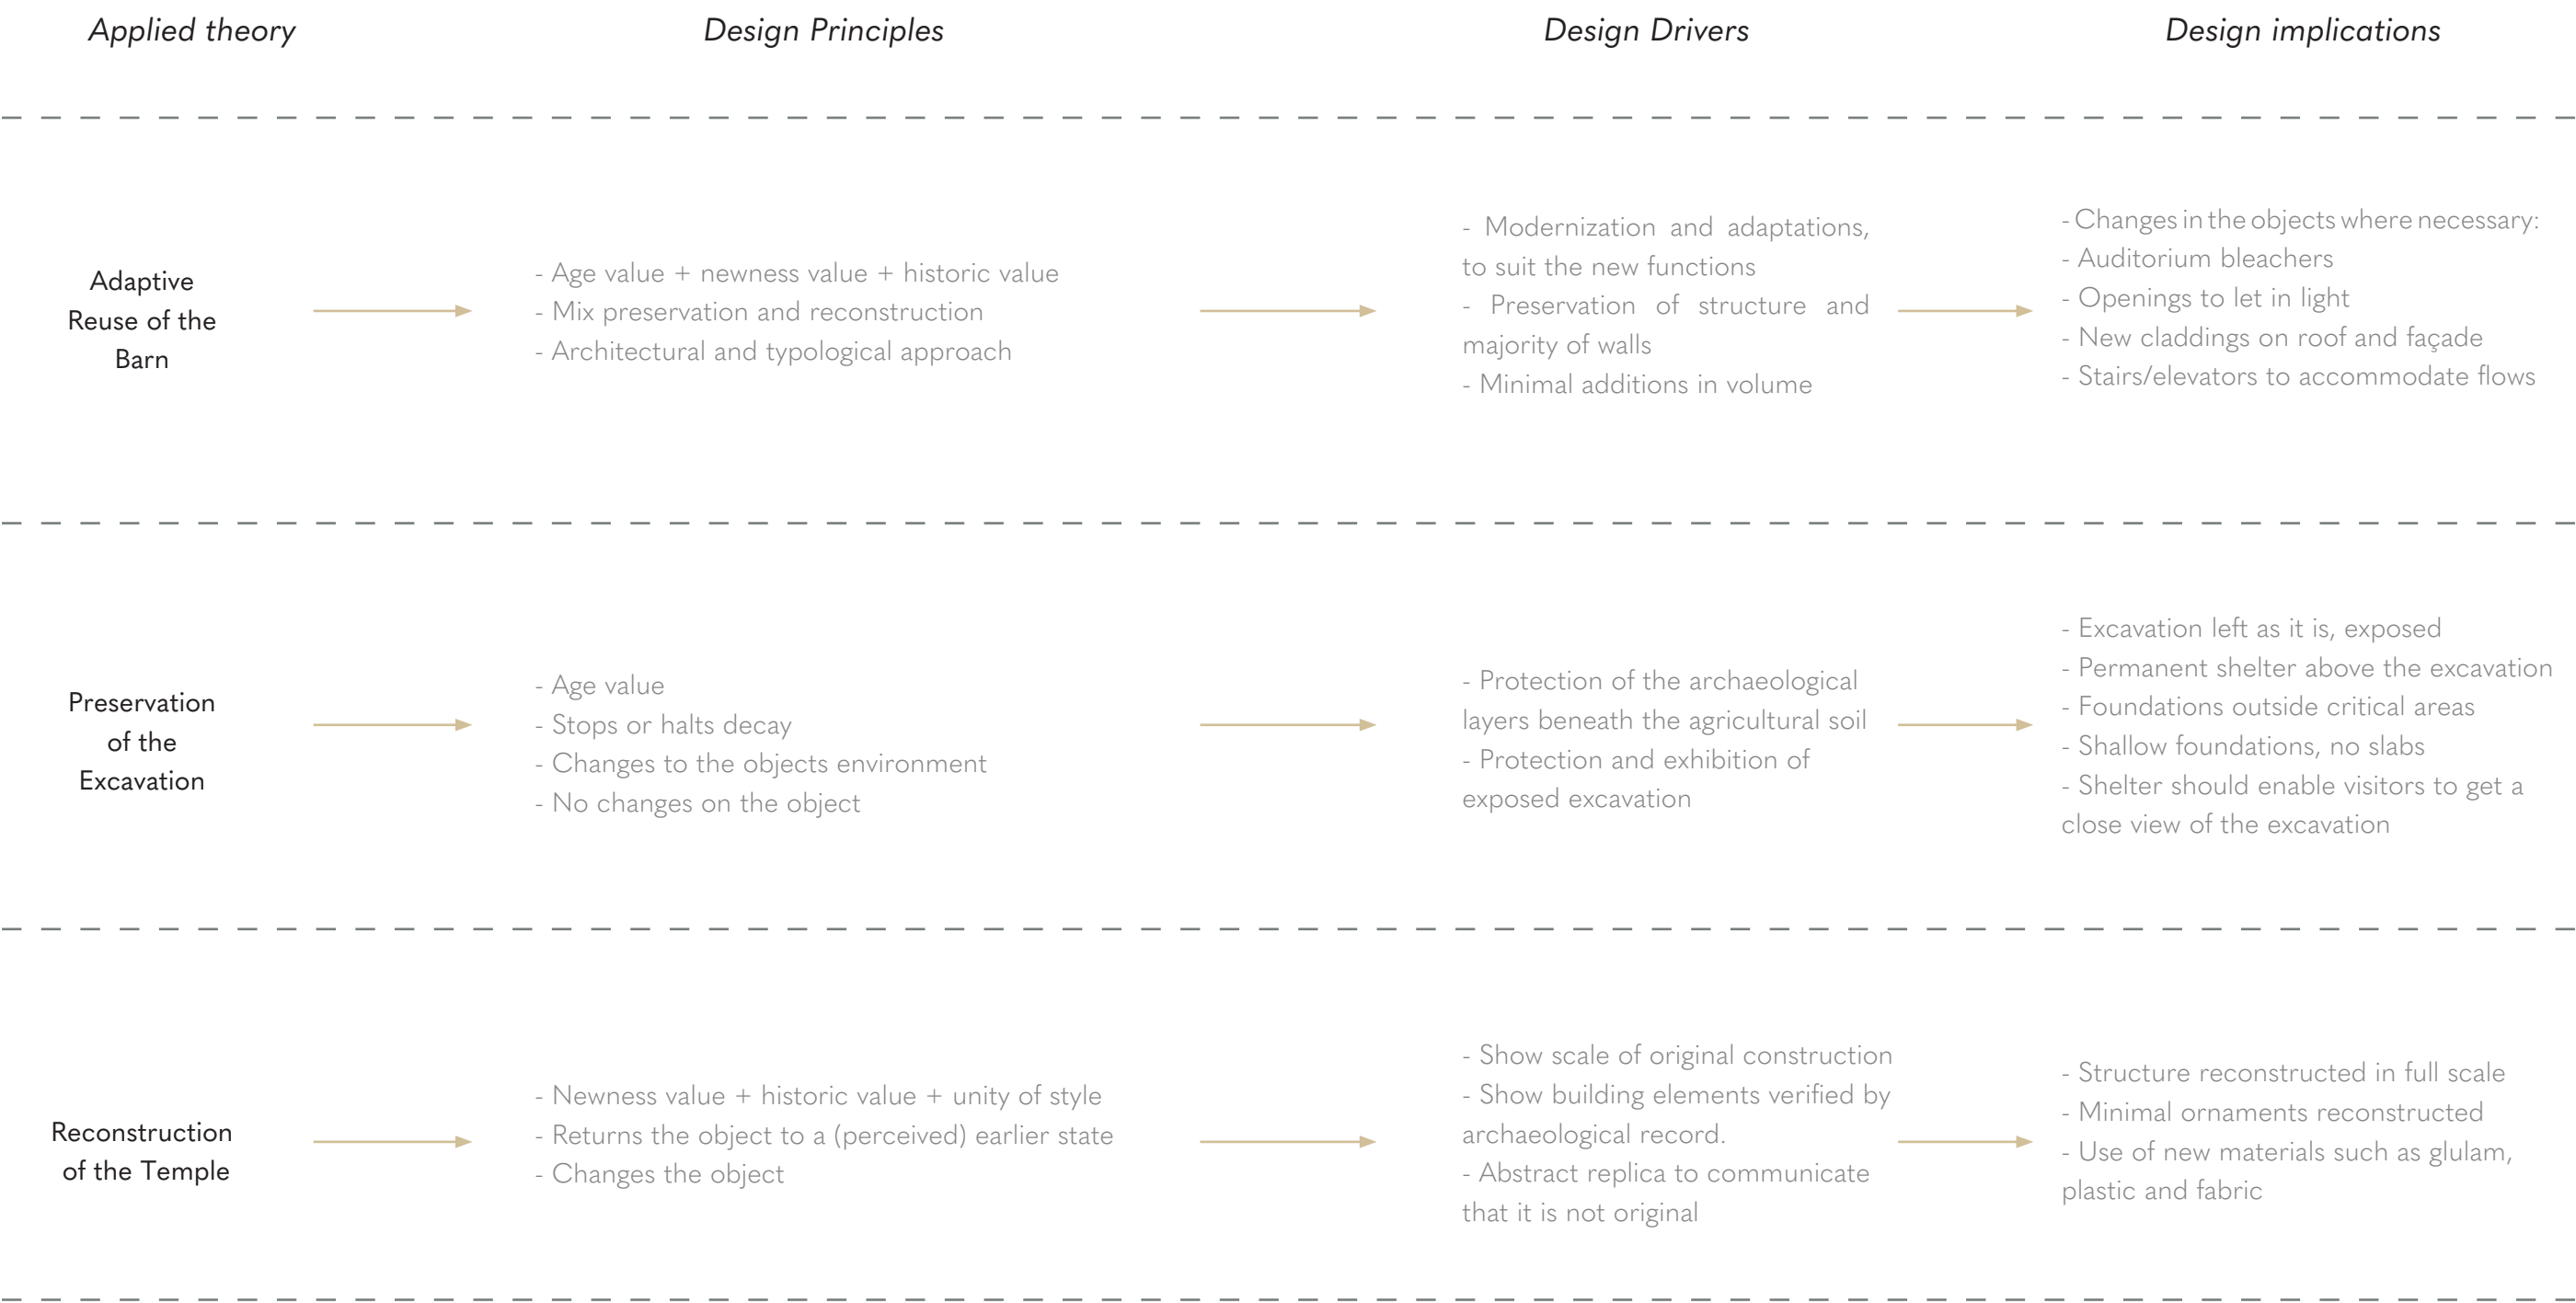 Applied theory
Design Principles
Design Drivers
Design implications
Adaptive
Reuse of the
Barn
- Age value + newness value + historic value
- Mix preservation and reconstruction
- Architectural and typological approach
- Modernization and adaptations,
to suit the new functions
- Preservation of structure and
majority of walls
- Minimal additions in volume
- Changes in the objects where necessary:
- Auditorium bleachers
- Openings to let in light
- New claddings on roof and façade
- Stairs/elevators to accommodate flows
Preservation
of the
Excavation
- Age value
- Stops or halts decay
- Changes to the objects environment
- No changes on the object
- Protection of the archaeological
layers beneath the agricultural soil
- Protection and exhibition of
exposed excavation
- Excavation left as it is, exposed
- Permanent shelter above the excavation
- Foundations outside critical areas
- Shallow foundations, no slabs
- Shelter should enable visitors to get a
close view of the excavation
Reconstruction
of the Temple
- Newness value + historic value + unity of style
- Returns the object to a (perceived) earlier state
- Changes the object
- Show scale of original construction
- Show building elements verified by
archaeological record.
- Abstract replica to communicate
that it is not original
- Structure reconstructed in full scale
- Minimal ornaments reconstructed
- Use of new materials such as glulam,
plastic and fabric